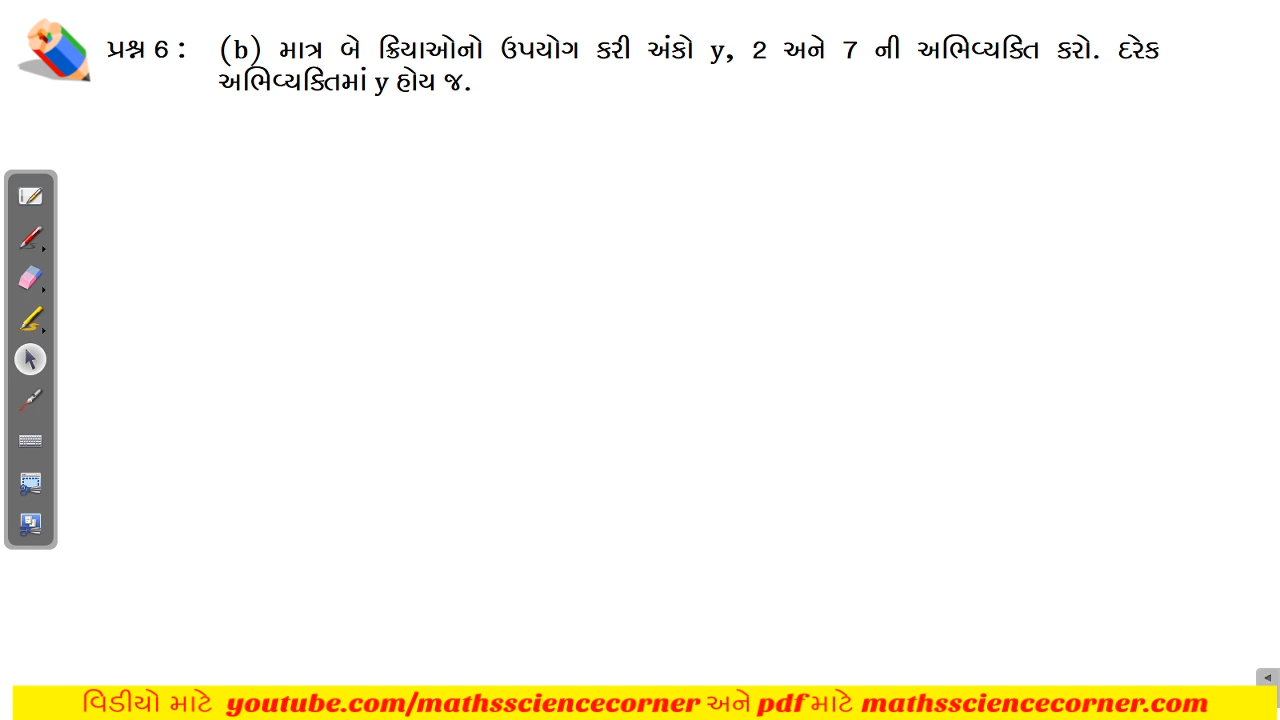 પ્રશ્ન 6 : (b) માત્ર બે ક્રિયાઓનો ઉપયોગ કરી અંકો y, 2 અને 7 ની અભિવ્યક્તિ કરો. દરેક
અભિવ્યક્તિમાં y હોય જ.
વિડીયો માટે youtube.com/mathssciencecorner અને pdf માટે mathssciencecorner.com